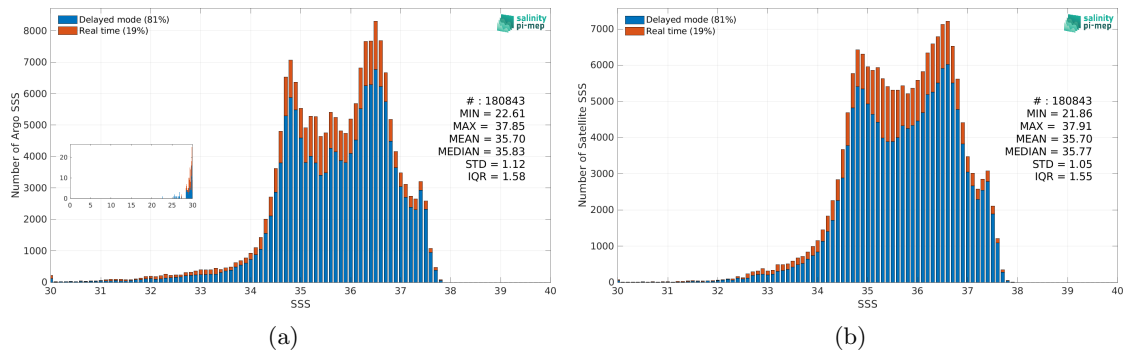 Delayed mode (81%)
Real time (19%)
salinity
pi-mep
# : 180843
MIN = 22.61
MAX = 37.85
MEAN = 35.70
MEDIAN = 35.83
STD = 1.12
IQR = 1.58
Number of Argo SSS
8000
7000
6000
5000
4000
3000
2000
1000
0
20
10
0
0 5 10 15 20 25 30
30 31 32 33 34 35 36 37 38 39 40
SSS
(a)
Delayed mode (81%)
Real time (19%)
salinity
pi-mep
# : 180843
MIN = 21.86
MAX = 37.91
MEAN = 35.70
MEDIAN = 35.77
STD = 1.05
IQR = 1.55
Number of Satellite SSS
7000
6000
5000
4000
3000
2000
1000
0
30 31 32 33 34 35 36 37 38 39 40
SSS
(b)